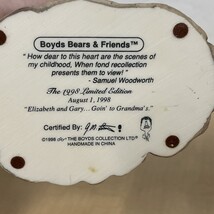 Boyds Bears & Friends™
" How dear to this heart are the scenes of
my childhood, When fond recollection
presents them to view! "
- Samuel Woodworth
The 1998 Limited Edition
August 1, 1998
"Elizabeth and Gary... Goin' to Grandma's."
Certified By:
©1998 THE BOYDS COLLECTION LTD®
HANDMADE IN CHINA